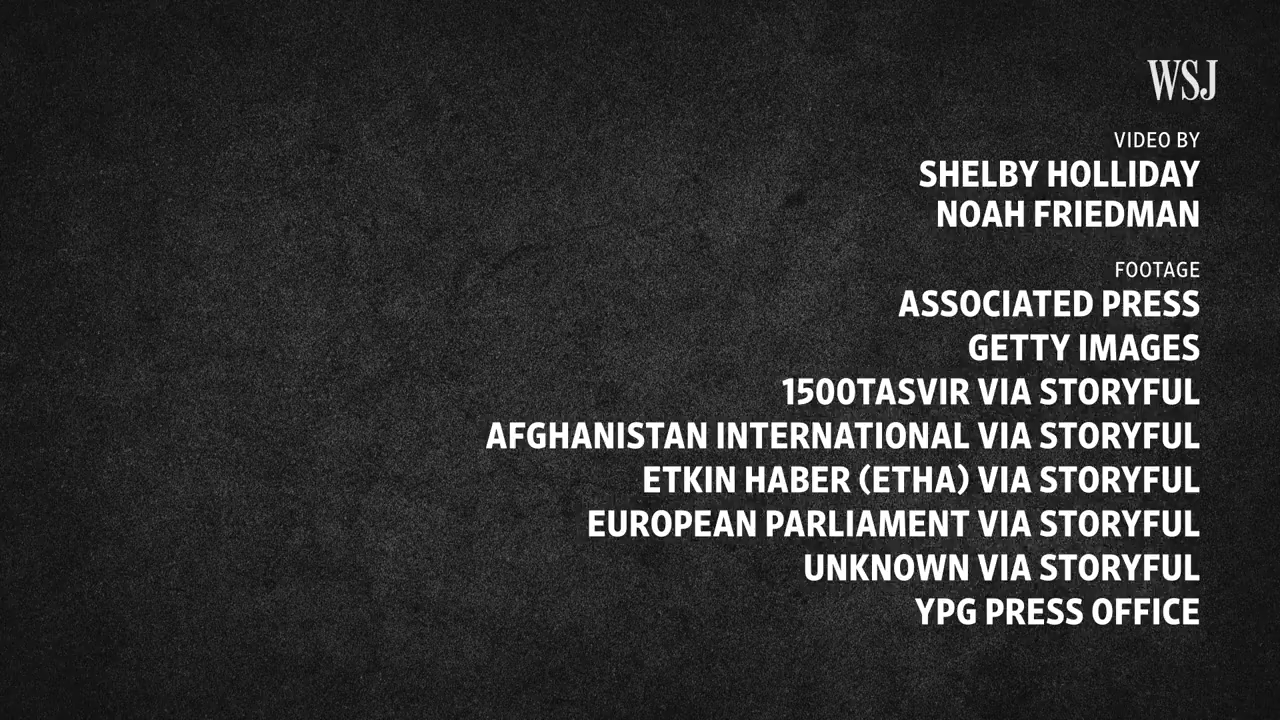 WSJ
VIDEO BY
SHELBY HOLLIDAY
NOAH FRIEDMAN
FOOTAGE
ASSOCIATED PRESS
GETTY IMAGES
1500TASVIR VIA STORYFUL
AFGHANISTAN INTERNATIONAL VIA STORYFUL
ETKIN HABER (ETHA) VIA STORYFUL
EUROPEAN PARLIAMENT VIA STORYFUL
UNKNOWN VIA STORYFUL
YPG PRESS OFFICE